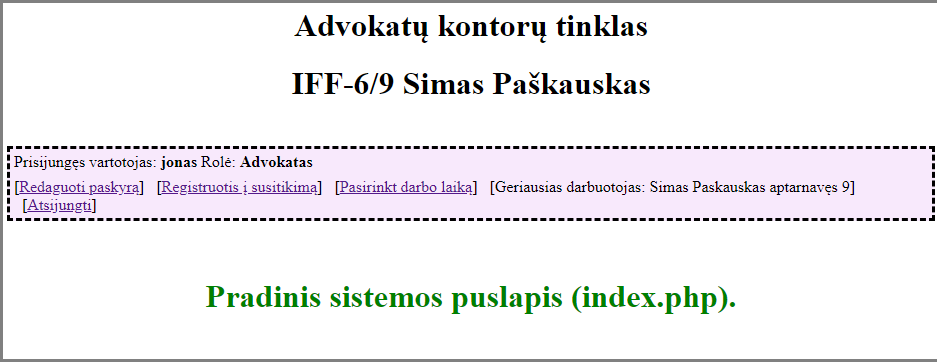 Advokatų kontorų tinklas
IFF-6/9 Simas Paškauskas
Prisijungęs vartotojas: jonas Rolė: Advokatas
[Redaguoti paskyrą] [Registruotis į susitikimą] [Pasirinkt darbo laiką] [Geriausias darbuotojas: Simas Paskauskas aptarnavęs 9]
[Atsijungti]
Pradinis sistemos puslapis (index.php).